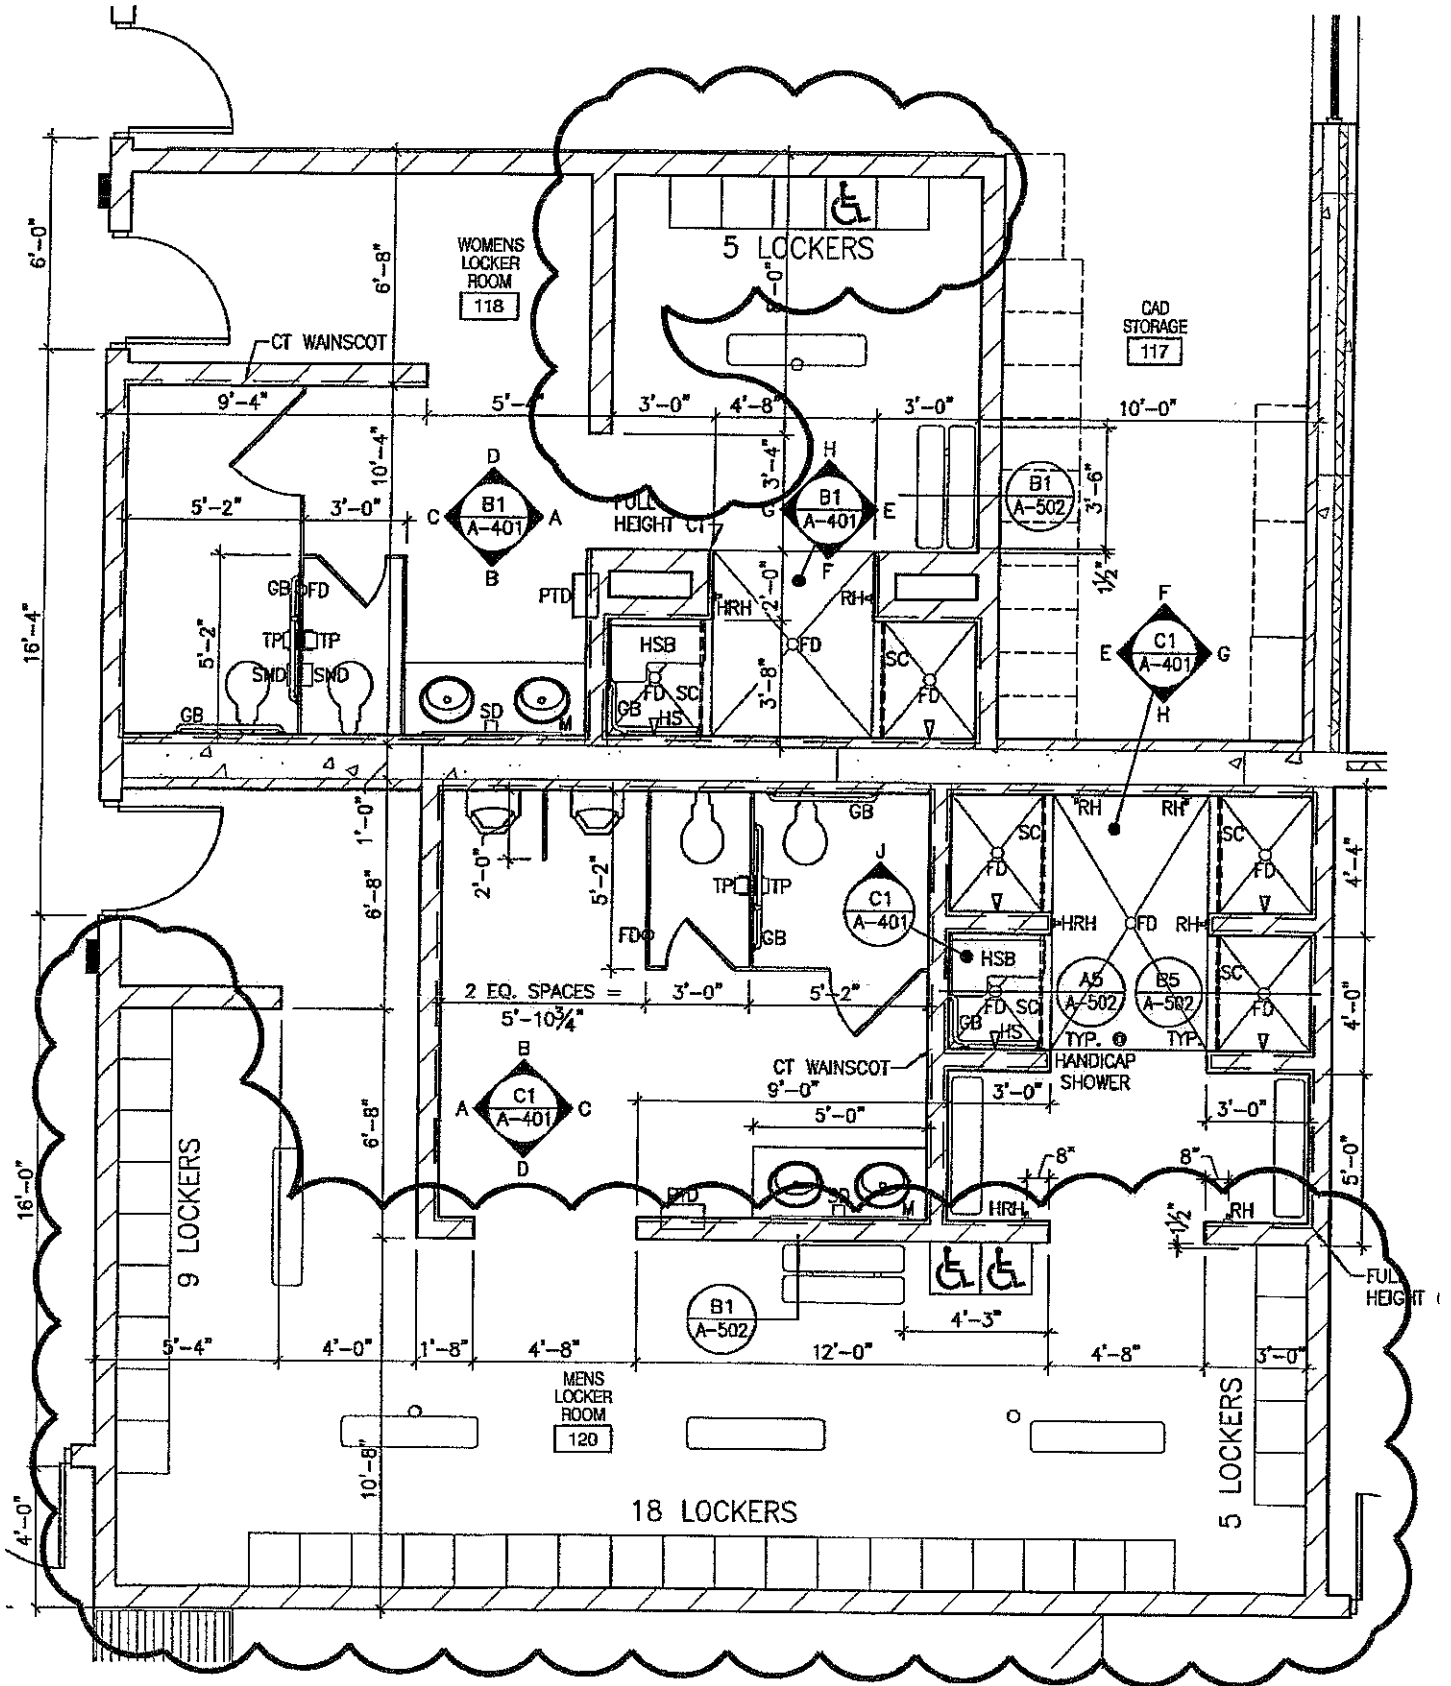 6'-0"
6'-8"
WOMENS
LOCKER
ROOM
118
5 LOCKERS
CAD
STORAGE
117
CT WAINSCOT
9'-4"
5'-4"
3'-0"
4'-8"
3'-0"
10'-0"
10'-4"
3'-4"
3'-6"
D
C
B1
A-401
A
B
H
G
B1
A-401
E
F
B1
A-502
5'-2"
3'-0"
HEIGHT CT
1½"
GB
FD
PTD
HRH
2'-0"
RH
16'-4"
5'-2"
TP
TP
SND
SND
HSB
FD
SC
F
E
C1
A-401
G
H
GB
SD
M
GB
FD
SC
HS
3'-8"
FD
1'-0"
GB
RH
RH
SC
SC
6'-8"
2'-0"
5'-2"
TP
TP
J
C1
A-401
FD
FD
4'-4"
FD
GB
HRH
FD
RH
HSB
SC
2 EQ. SPACES =
5'-10¾"
3'-0"
5'-2"
A5
A-502
B5
A-502
GB
FD
SC
HS
FD
4'-0"
TYP. @
HANDICAP
SHOWER
TYP.
CT WAINSCOT
B
A
C1
A-401
C
D
9'-0"
3'-0"
3'-0"
5'-0"
6'-8"
8"
8"
5'-0"
16'-0"
9 LOCKERS
PTD
SD
M
HRH
RH
1½"
HEIGHT
B1
A-502
4'-3"
5'-4"
4'-0"
1'-8"
4'-8"
12'-0"
4'-8"
3'-0"
MENS
LOCKER
ROOM
120
5 LOCKERS
10'-8"
18 LOCKERS
4'-0"